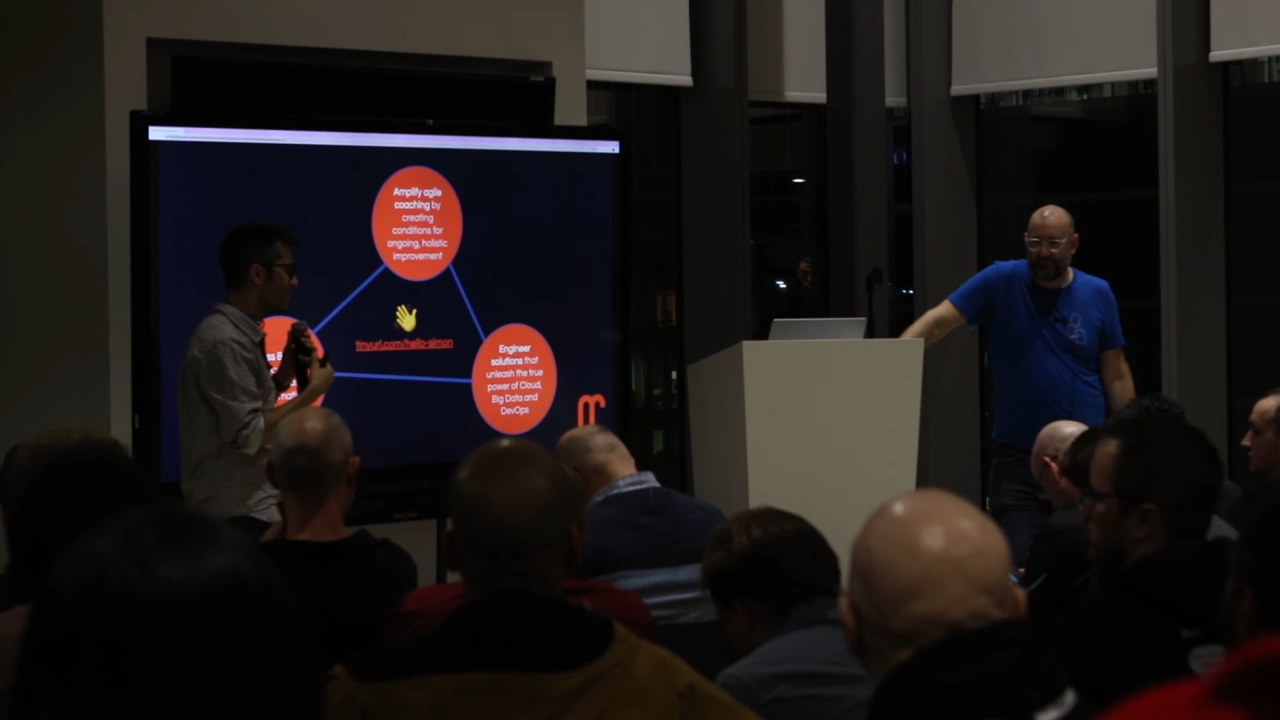 Amplify agile
coaching by
creating
conditions for
ongoing, holistic
improvement
tinyurl.com/hello-simon
Engineer
solutions that
unleash the true
power of Cloud,
Big Data and
DevOps